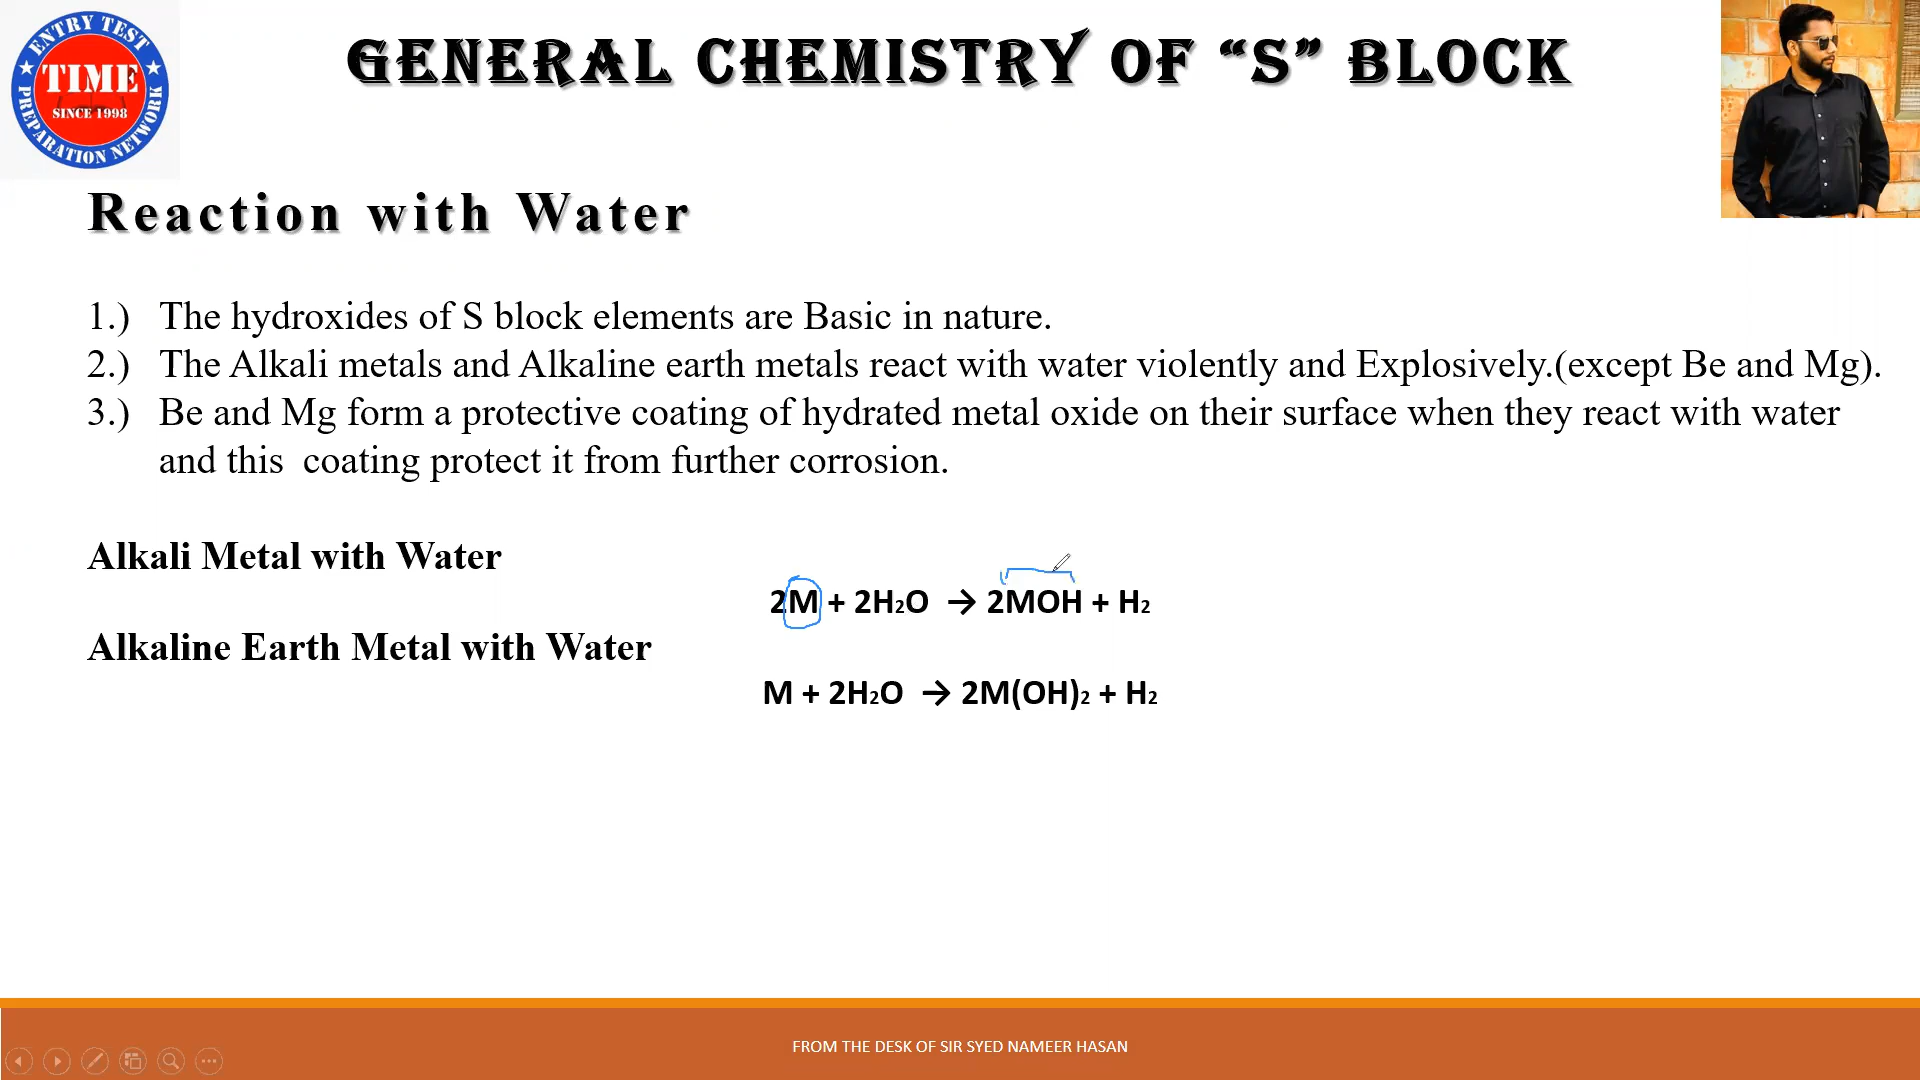 ENTRY TEST
TIME
SINCE 1998
PREPARATION NETWORK
GENERAL CHEMISTRY OF “S” BLOCK
Reaction with Water
1.) The hydroxides of S block elements are Basic in nature.
2.) The Alkali metals and Alkaline earth metals react with water violently and Explosively.(except Be and Mg).
3.) Be and Mg form a protective coating of hydrated metal oxide on their surface when they react with water
and this coating protect it from further corrosion.
Alkali Metal with Water
2M + 2H₂O → 2MOH + H₂
Alkaline Earth Metal with Water
M + 2H₂O → 2M(OH)₂ + H₂
FROM THE DESK OF SIR SYED NAMEER HASAN